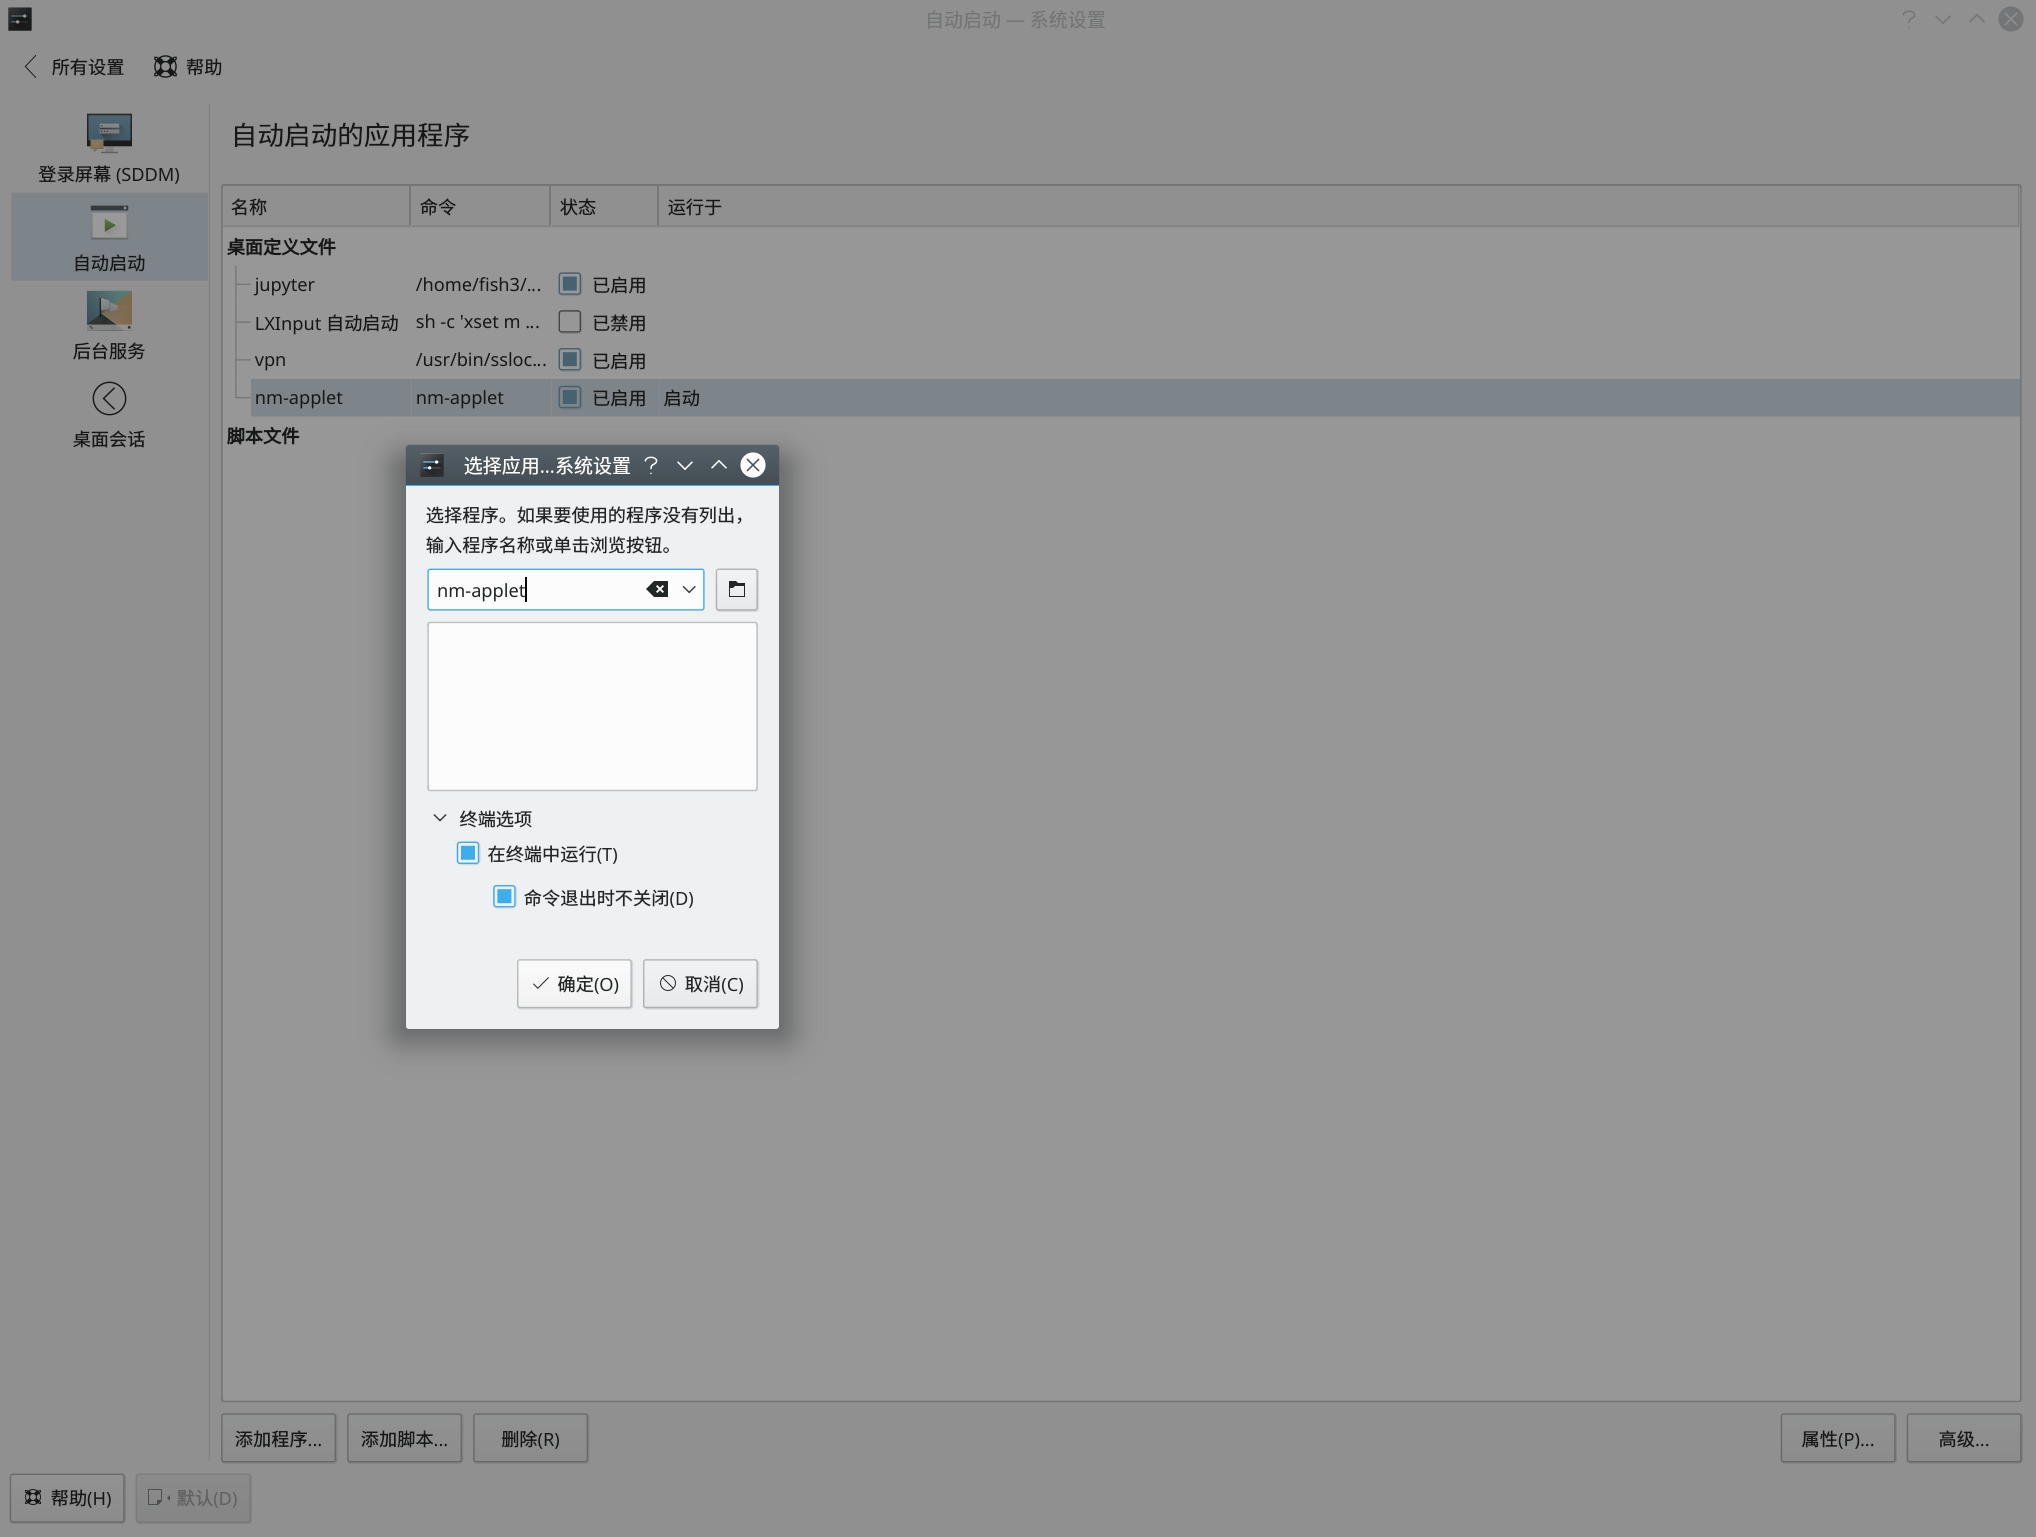 自动启动 — 系统设置
所有设置 帮助
登录屏幕 (SDDM)
自动启动
后台服务
桌面会话
自动启动的应用程序
名称 命令 状态 运行于
桌面定义文件
jupyter /home/fish3/... 已启用
LXInput 自动启动 sh -c 'xset m ... 已禁用
vpn /usr/bin/ssloc... 已启用
nm-applet nm-applet 已启用 启动
脚本文件
选择应用...系统设置
选择程序。如果要使用的程序没有列出，
输入程序名称或单击浏览按钮。
nm-applet
终端选项
在终端中运行(T)
命令退出时不关闭(D)
确定(O) 取消(C)
添加程序... 添加脚本... 删除(R) 属性(P)... 高级...
帮助(H) 默认(D)